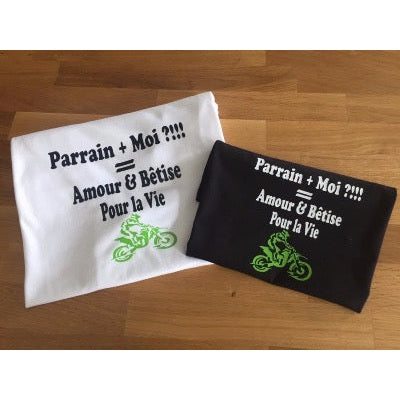 Parrain + Moi ?!!!
=
Amour & Bêtise
Pour la Vie
Parrain + Moi ?!!!
=
Amour & Bêtise
Pour la Vie